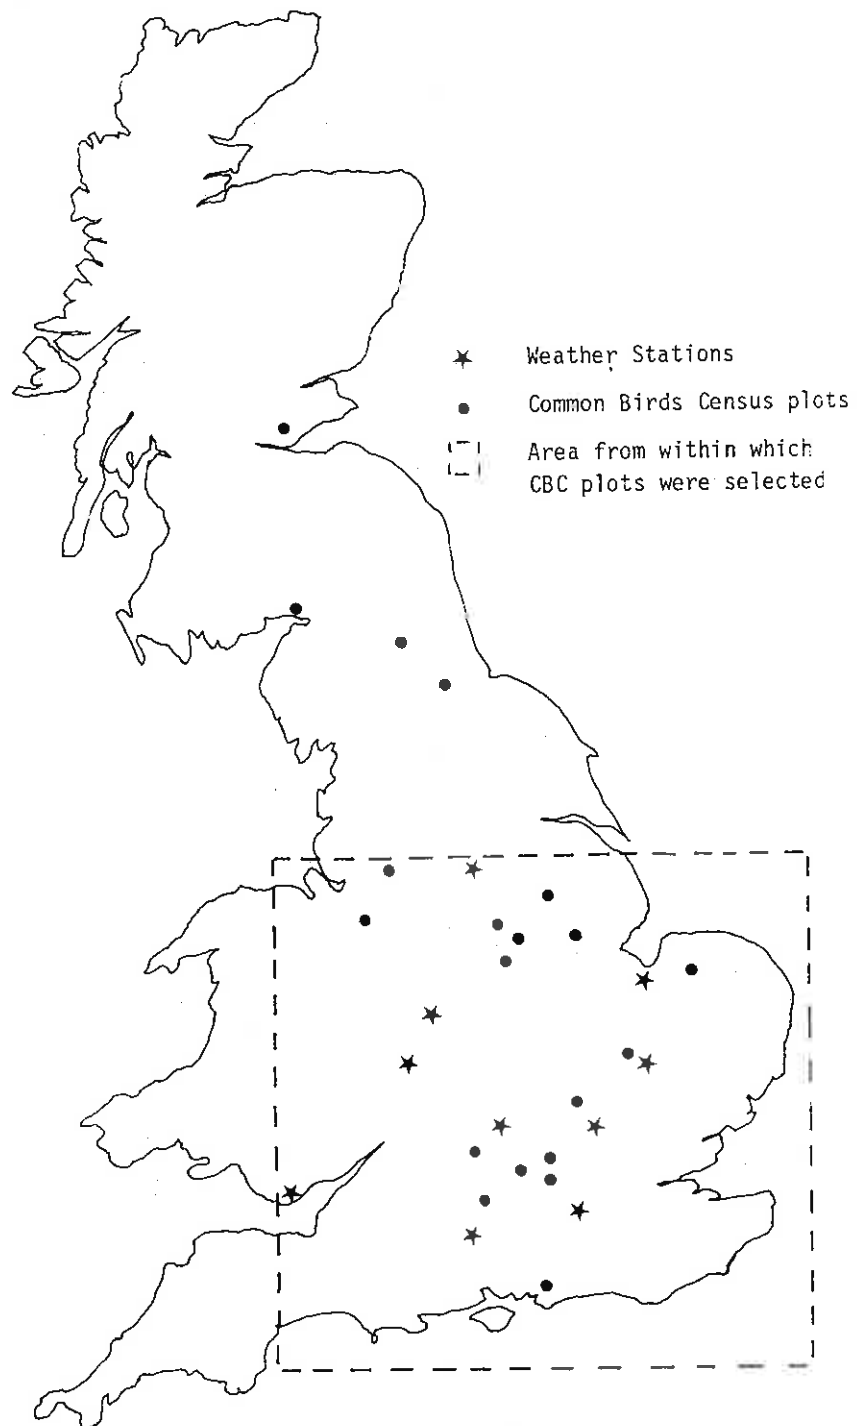 Weather Stations
Common Birds Census plots
Area from within which
CBC plots were selected